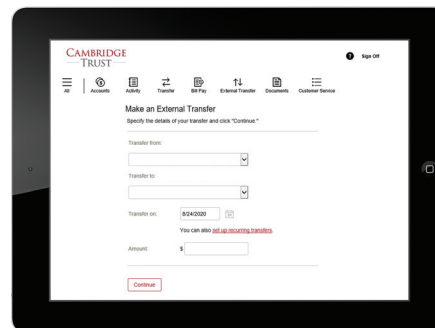 CAMBRIDGE
TRUST
? Sign Off
All Accounts Activity Transfer Bill Pay External Transfer Documents Customer Service
Make an External Transfer
Specify the details of your transfer and click "Continue."
Transfer from:
Transfer to:
Transfer on: 8/24/2020
You can also set up recurring transfers.
Amount: $
Continue